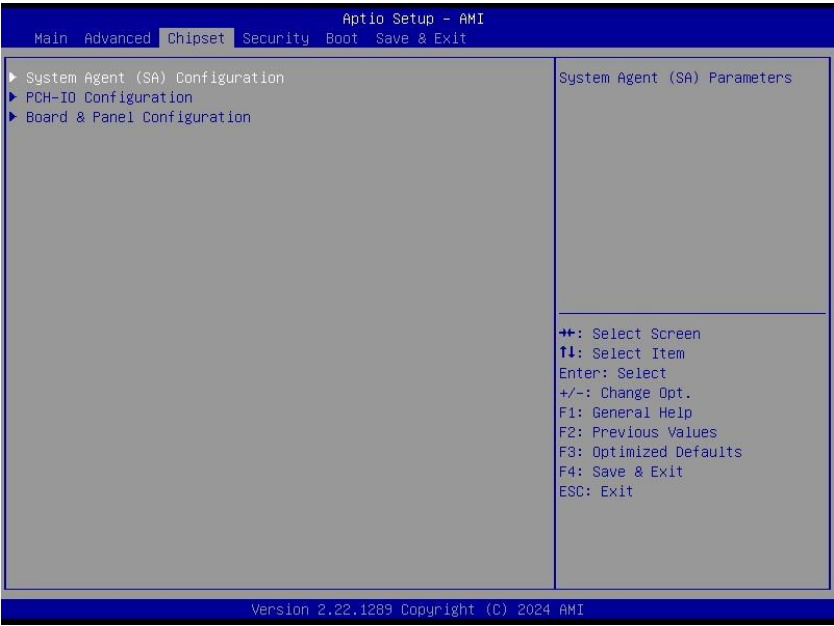 Aptio Setup - AMI
Main Advanced Chipset Security Boot Save & Exit
System Agent (SA) Configuration
PCH-IO Configuration
Board & Panel Configuration
System Agent (SA) Parameters
→←: Select Screen
↑↓: Select Item
Enter: Select
+/-: Change Opt.
F1: General Help
F2: Previous Values
F3: Optimized Defaults
F4: Save & Exit
ESC: Exit
Version 2.22.1289 Copyright (C) 2024 AMI